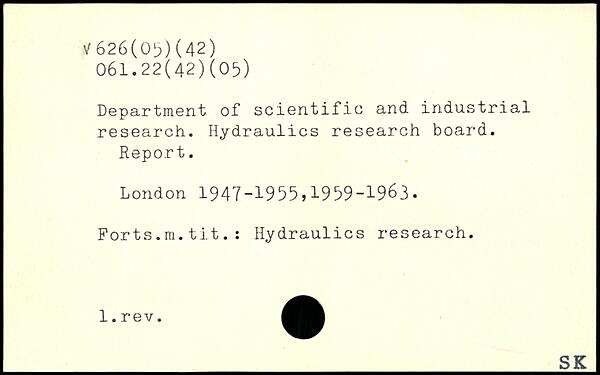 v 626(05)(42)
061.22(42)(05)
Department of scientific and industrial
research. Hydraulics research board.
Report.
London 1947-1955,1959-1963.
Forts.m.tit.: Hydraulics research.
1.rev.
SK